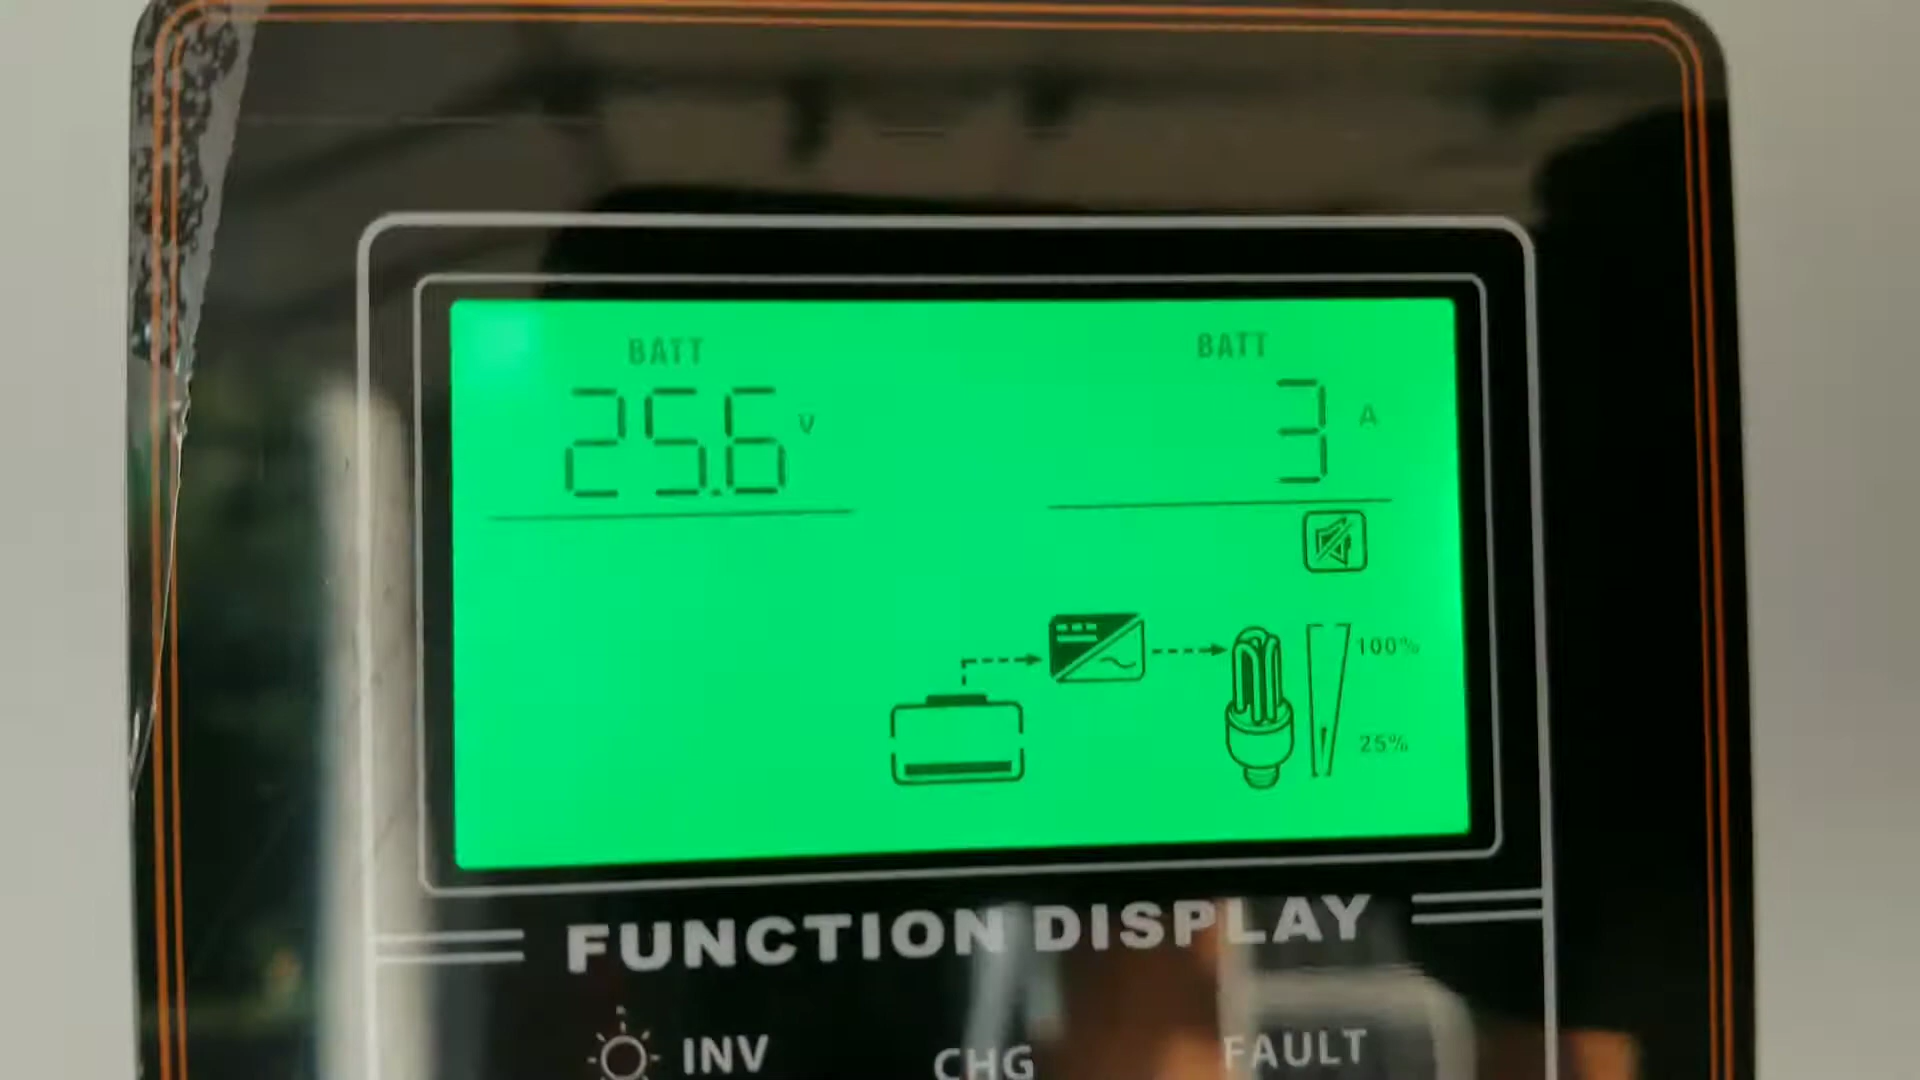 BATT BATT
25.6 V 3 A
100%
25%
FUNCTION DISPLAY
INV CHG FAULT